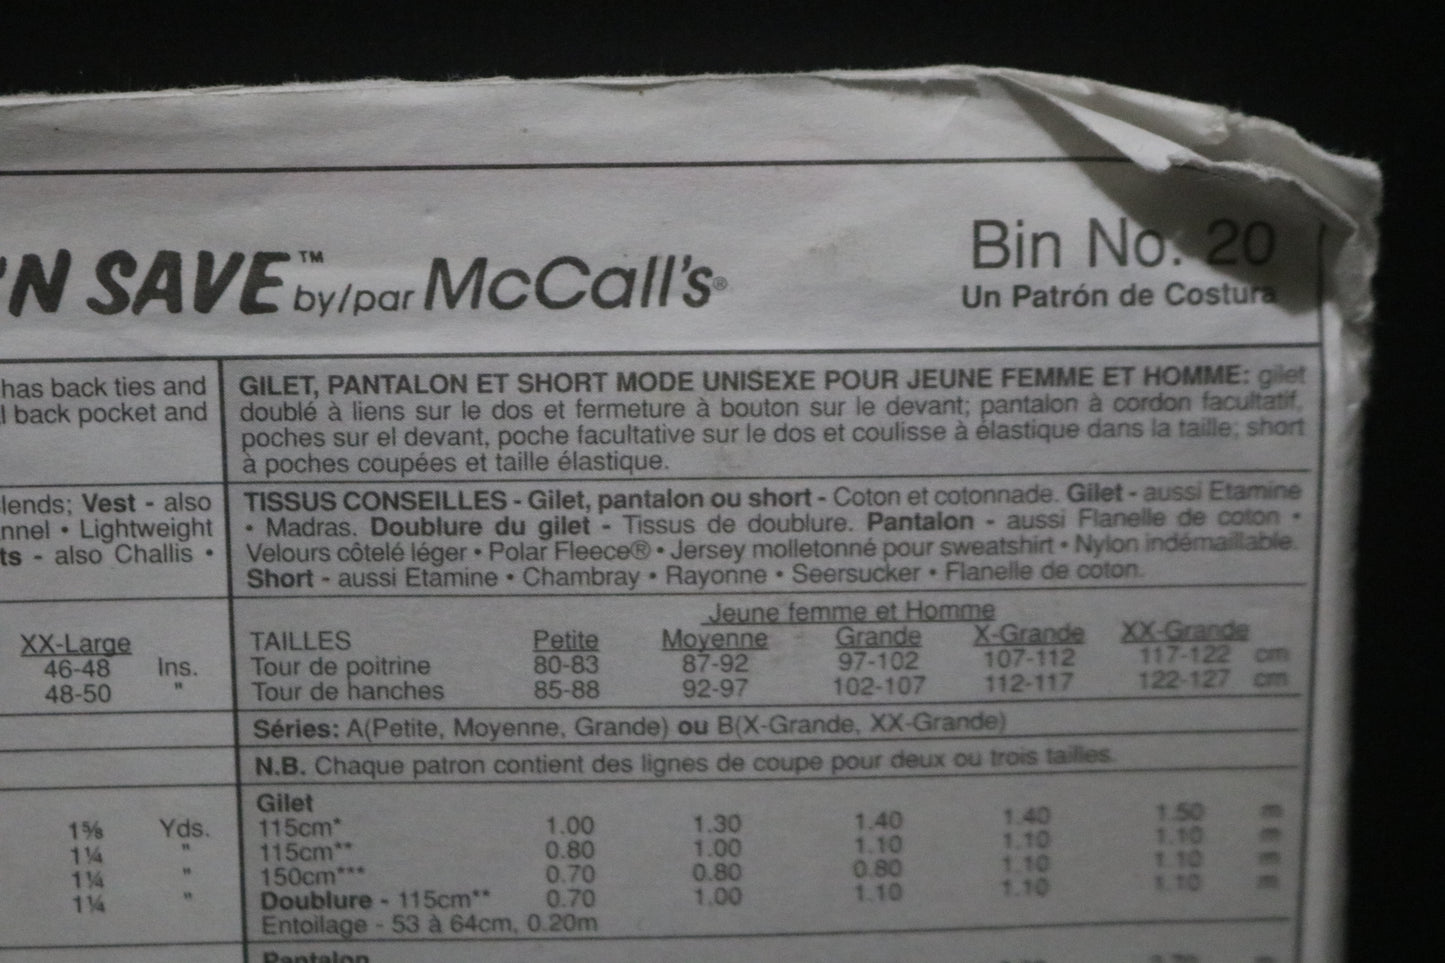 'N SAVE™ by/par McCall's®
Bin No. 20
Un Patrón de Costura
has back ties and
l back pocket and
lends; Vest - also
nnel • Lightweight
ts - also Challis •
XX-Large
46-48 Ins.
48-50 "
1⅝ Yds.
1¼ "
1¼ "
1¼ "
GILET, PANTALON ET SHORT MODE UNISEXE POUR JEUNE FEMME ET HOMME: gilet
doublé à liens sur le dos et fermeture à bouton sur le devant; pantalon à cordon facultatif,
poches sur el devant, poche facultative sur le dos et coulisse à élastique dans la taille; short
à poches coupées et taille élastique.
TISSUS CONSEILLES - Gilet, pantalon ou short - Coton et cotonnade. Gilet - aussi Etamine
• Madras. Doublure du gilet - Tissus de doublure. Pantalon - aussi Flanelle de coton •
Velours côtelé léger • Polar Fleece® • Jersey molletonné pour sweatshirt • Nylon indémaillable.
Short - aussi Etamine • Chambray • Rayonne • Seersucker • Flanelle de coton.
Jeune femme et Homme
TAILLES Petite Moyenne Grande X-Grande XX-Grande
Tour de poitrine 80-83 87-92 97-102 107-112 117-122 cm
Tour de hanches 85-88 92-97 102-107 112-117 122-127 cm
Séries: A(Petite, Moyenne, Grande) ou B(X-Grande, XX-Grande)
N.B. Chaque patron contient des lignes de coupe pour deux ou trois tailles.
Gilet
115cm* 1.00 1.30 1.40 1.40 1.50 m
115cm** 0.80 1.00 1.10 1.10 1.10 m
150cm*** 0.70 0.80 0.80 1.10 1.10 m
Doublure - 115cm** 0.70 1.00 1.10 1.10 1.10 m
Entoilage - 53 à 64cm, 0.20m
Pantalon